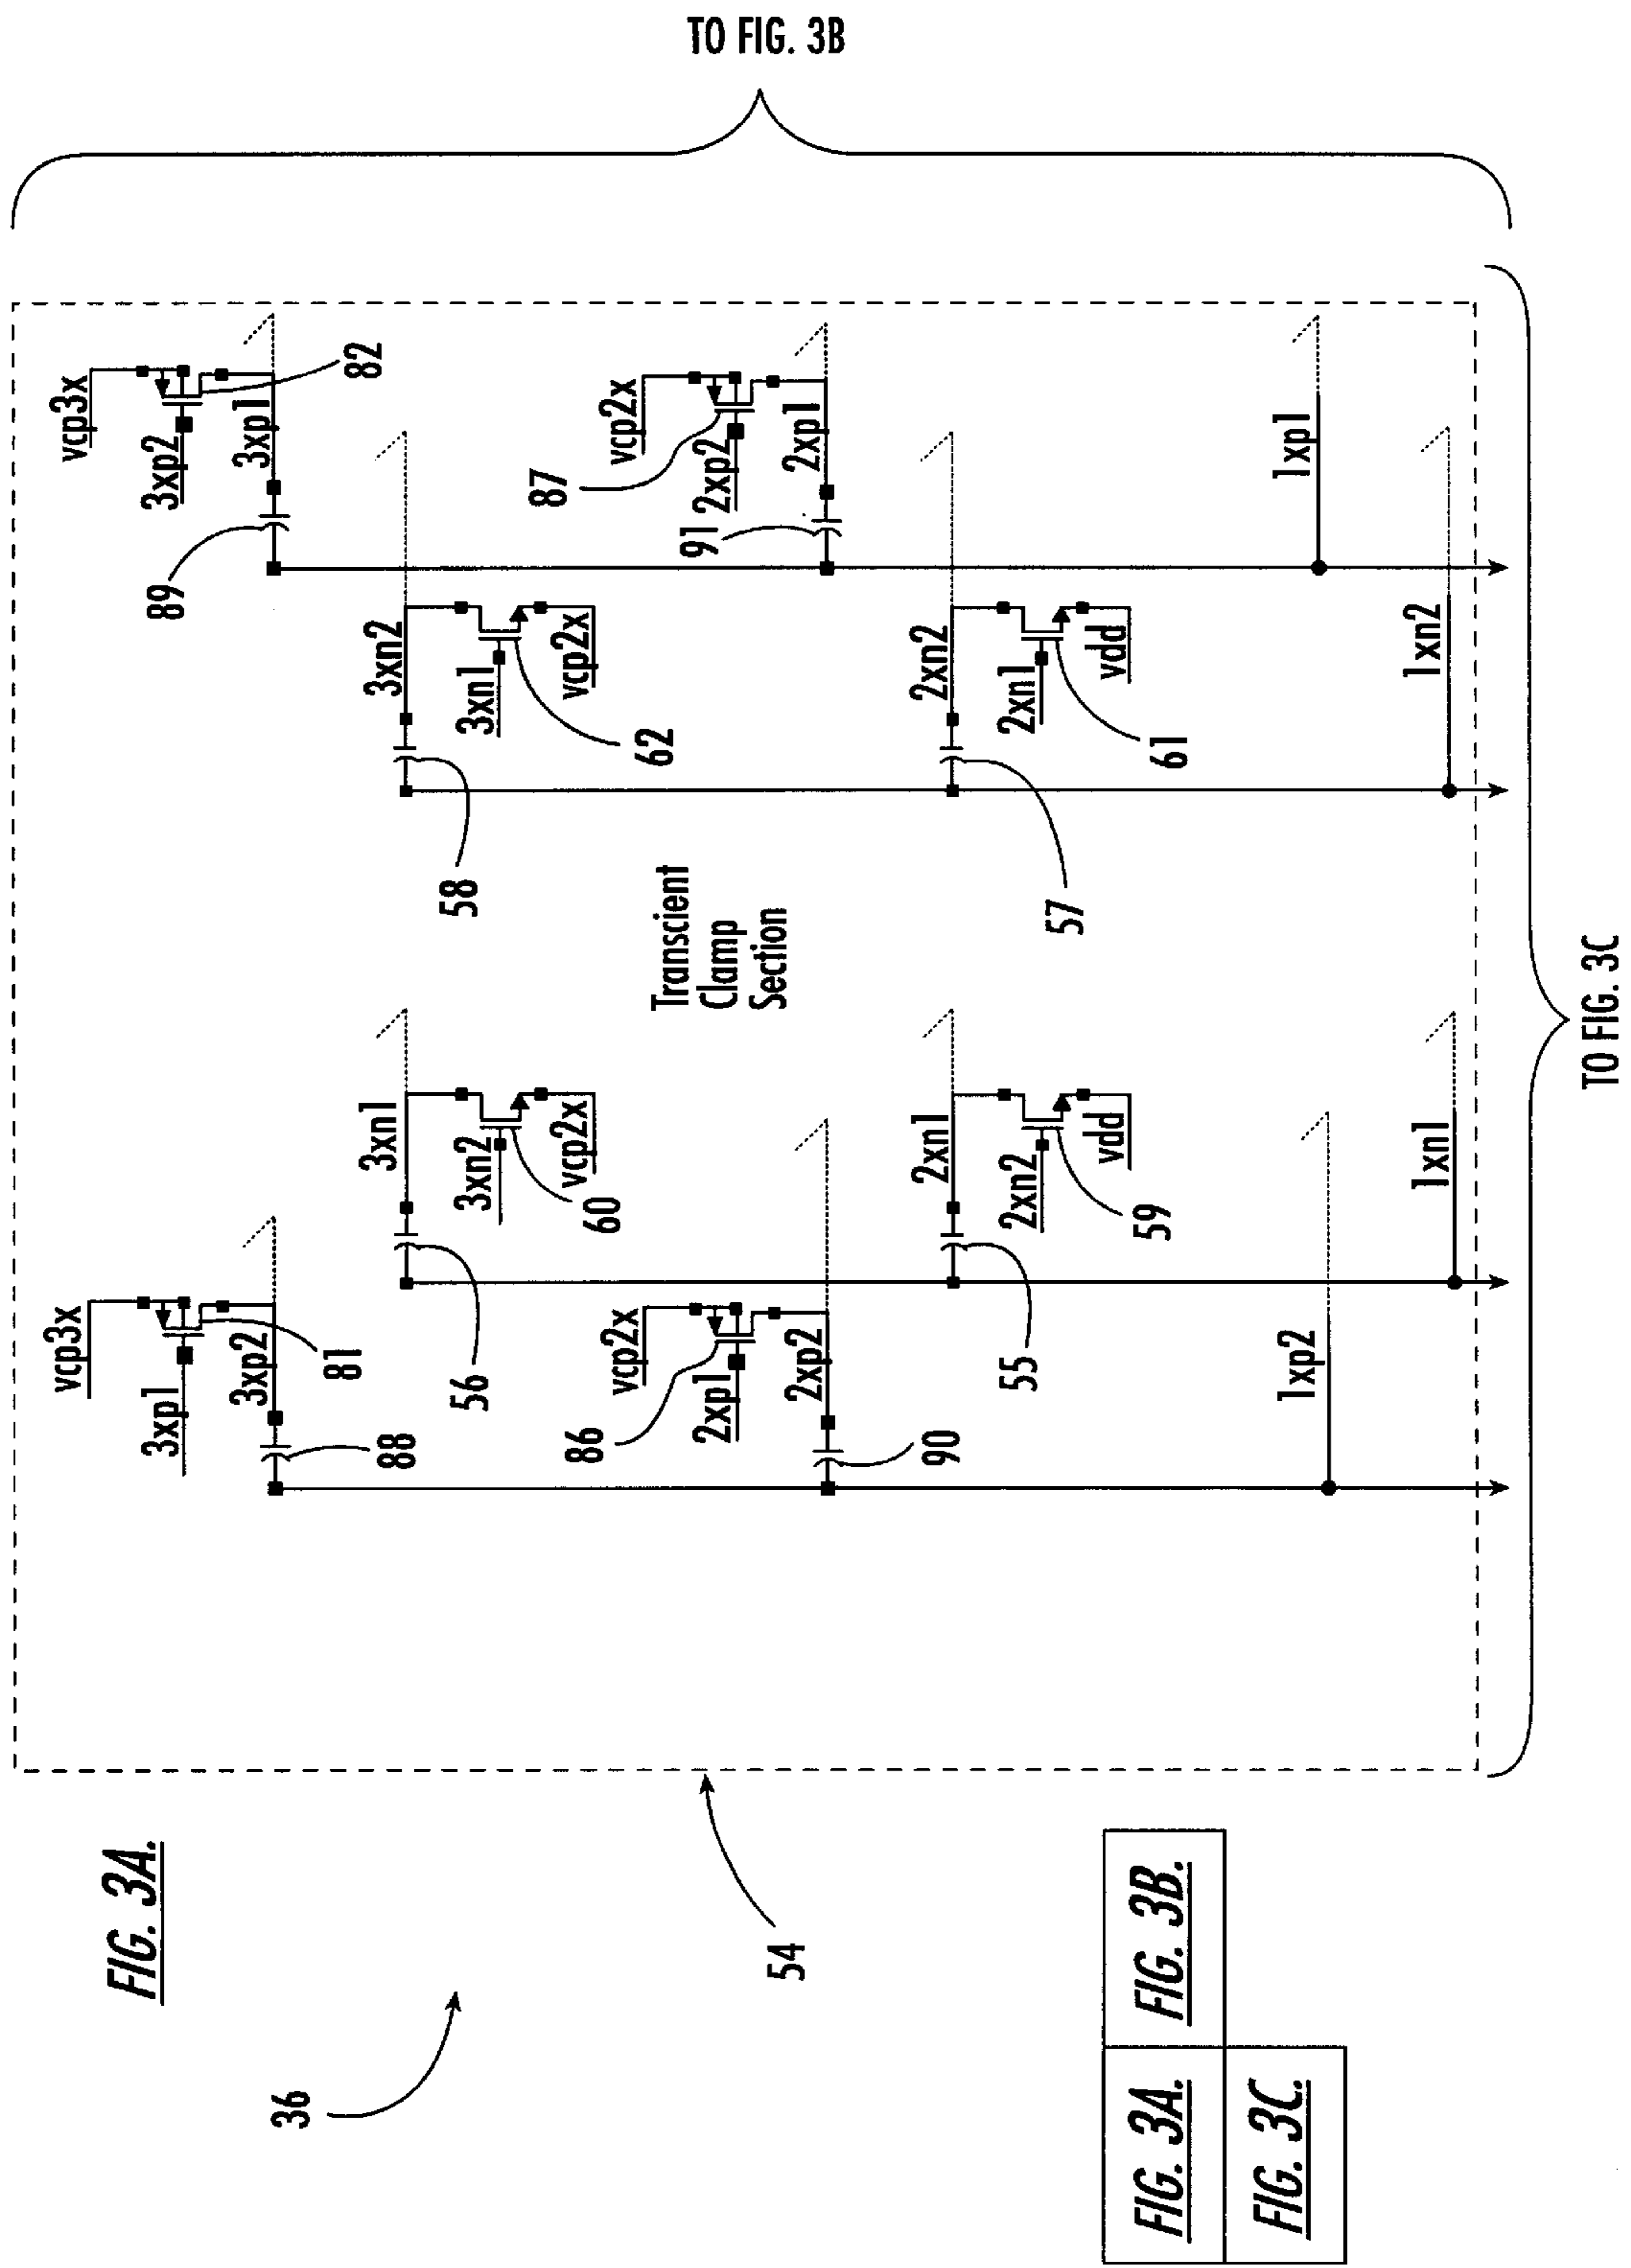 FIG. 3A.
36
54
TO FIG. 3B
TO FIG. 3C
Transcient
Clamp
Section
vcp3x
3xp1
3xp2
81
88
3xn1
3xn2
vcp2x
60
56
vcp2x
2xp1
2xp2
86
90
2xn1
2xn2
vdd
59
55
1xp2
1xn1
vcp3x
3xp2
3xp1
82
89
3xn2
3xn1
vcp2x
62
58
vcp2x
2xp2
2xp1
87
91
2xn2
2xn1
vdd
61
57
1xp1
1xn2
FIG. 3A.
FIG. 3B.
FIG. 3C.